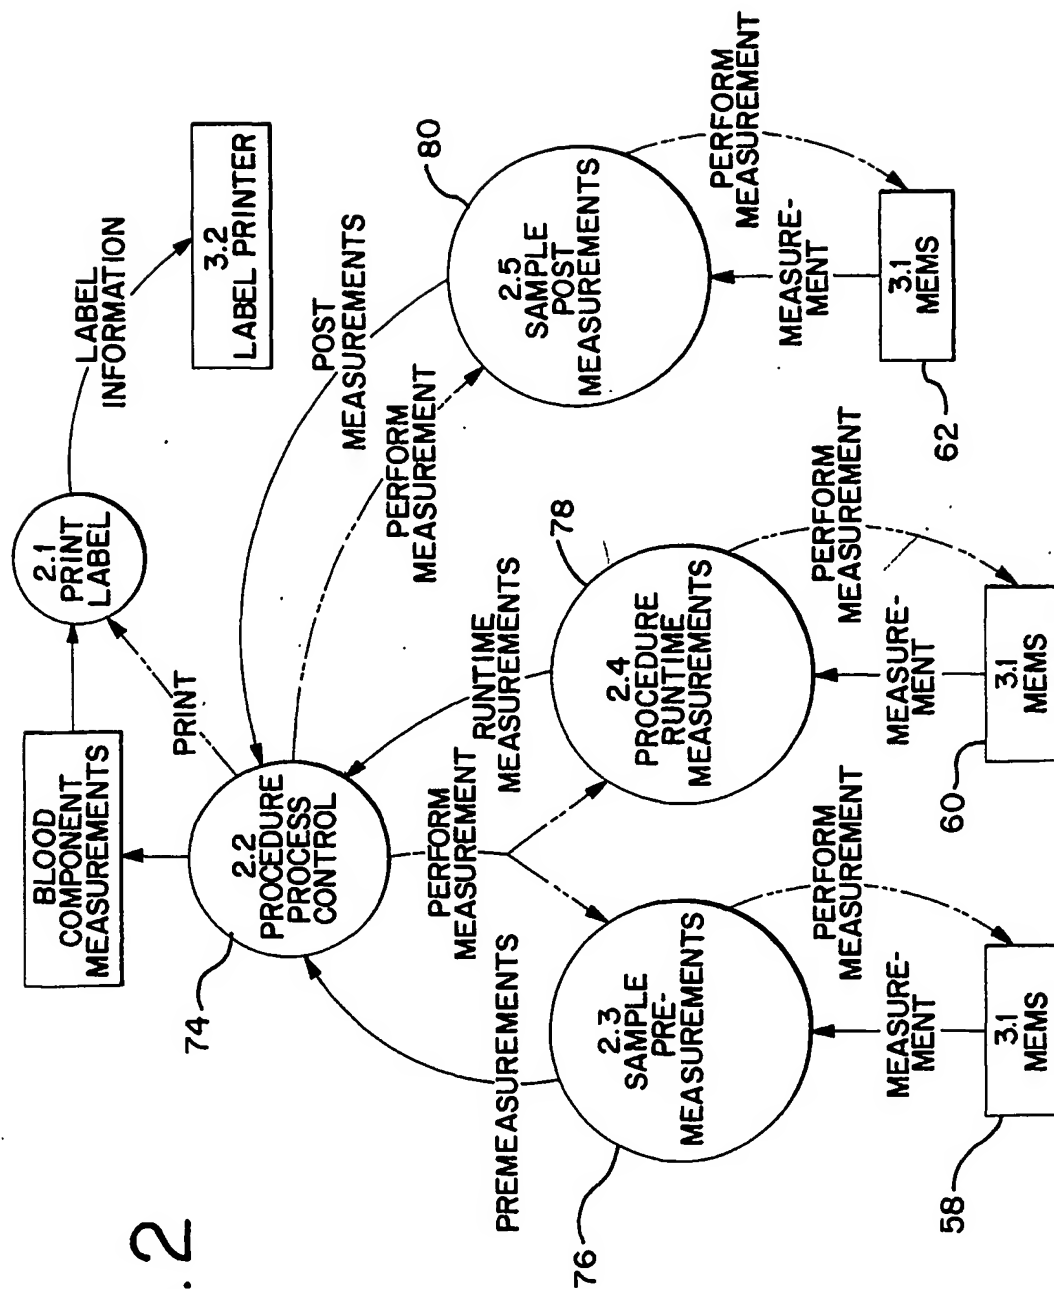 .2
BLOOD
COMPONENT
MEASUREMENTS
2.1
PRINT
LABEL
LABEL
INFORMATION
3.2
LABEL PRINTER
PRINT
74
2.2
PROCEDURE
PROCESS
CONTROL
POST
MEASUREMENTS
PERFORM
MEASUREMENT
80
2.5
SAMPLE
POST
MEASUREMENTS
PERFORM
MEASUREMENT
MEASURE-
MENT
3.1
MEMS
62
PREMEASUREMENTS
PERFORM
MEASUREMENT
RUNTIME
MEASUREMENTS
76
2.3
SAMPLE
PRE-
MEASUREMENTS
78
2.4
PROCEDURE
RUNTIME
MEASUREMENTS
MEASURE-
MENT
PERFORM
MEASUREMENT
MEASURE-
MENT
PERFORM
MEASUREMENT
58
3.1
MEMS
60
3.1
MEMS